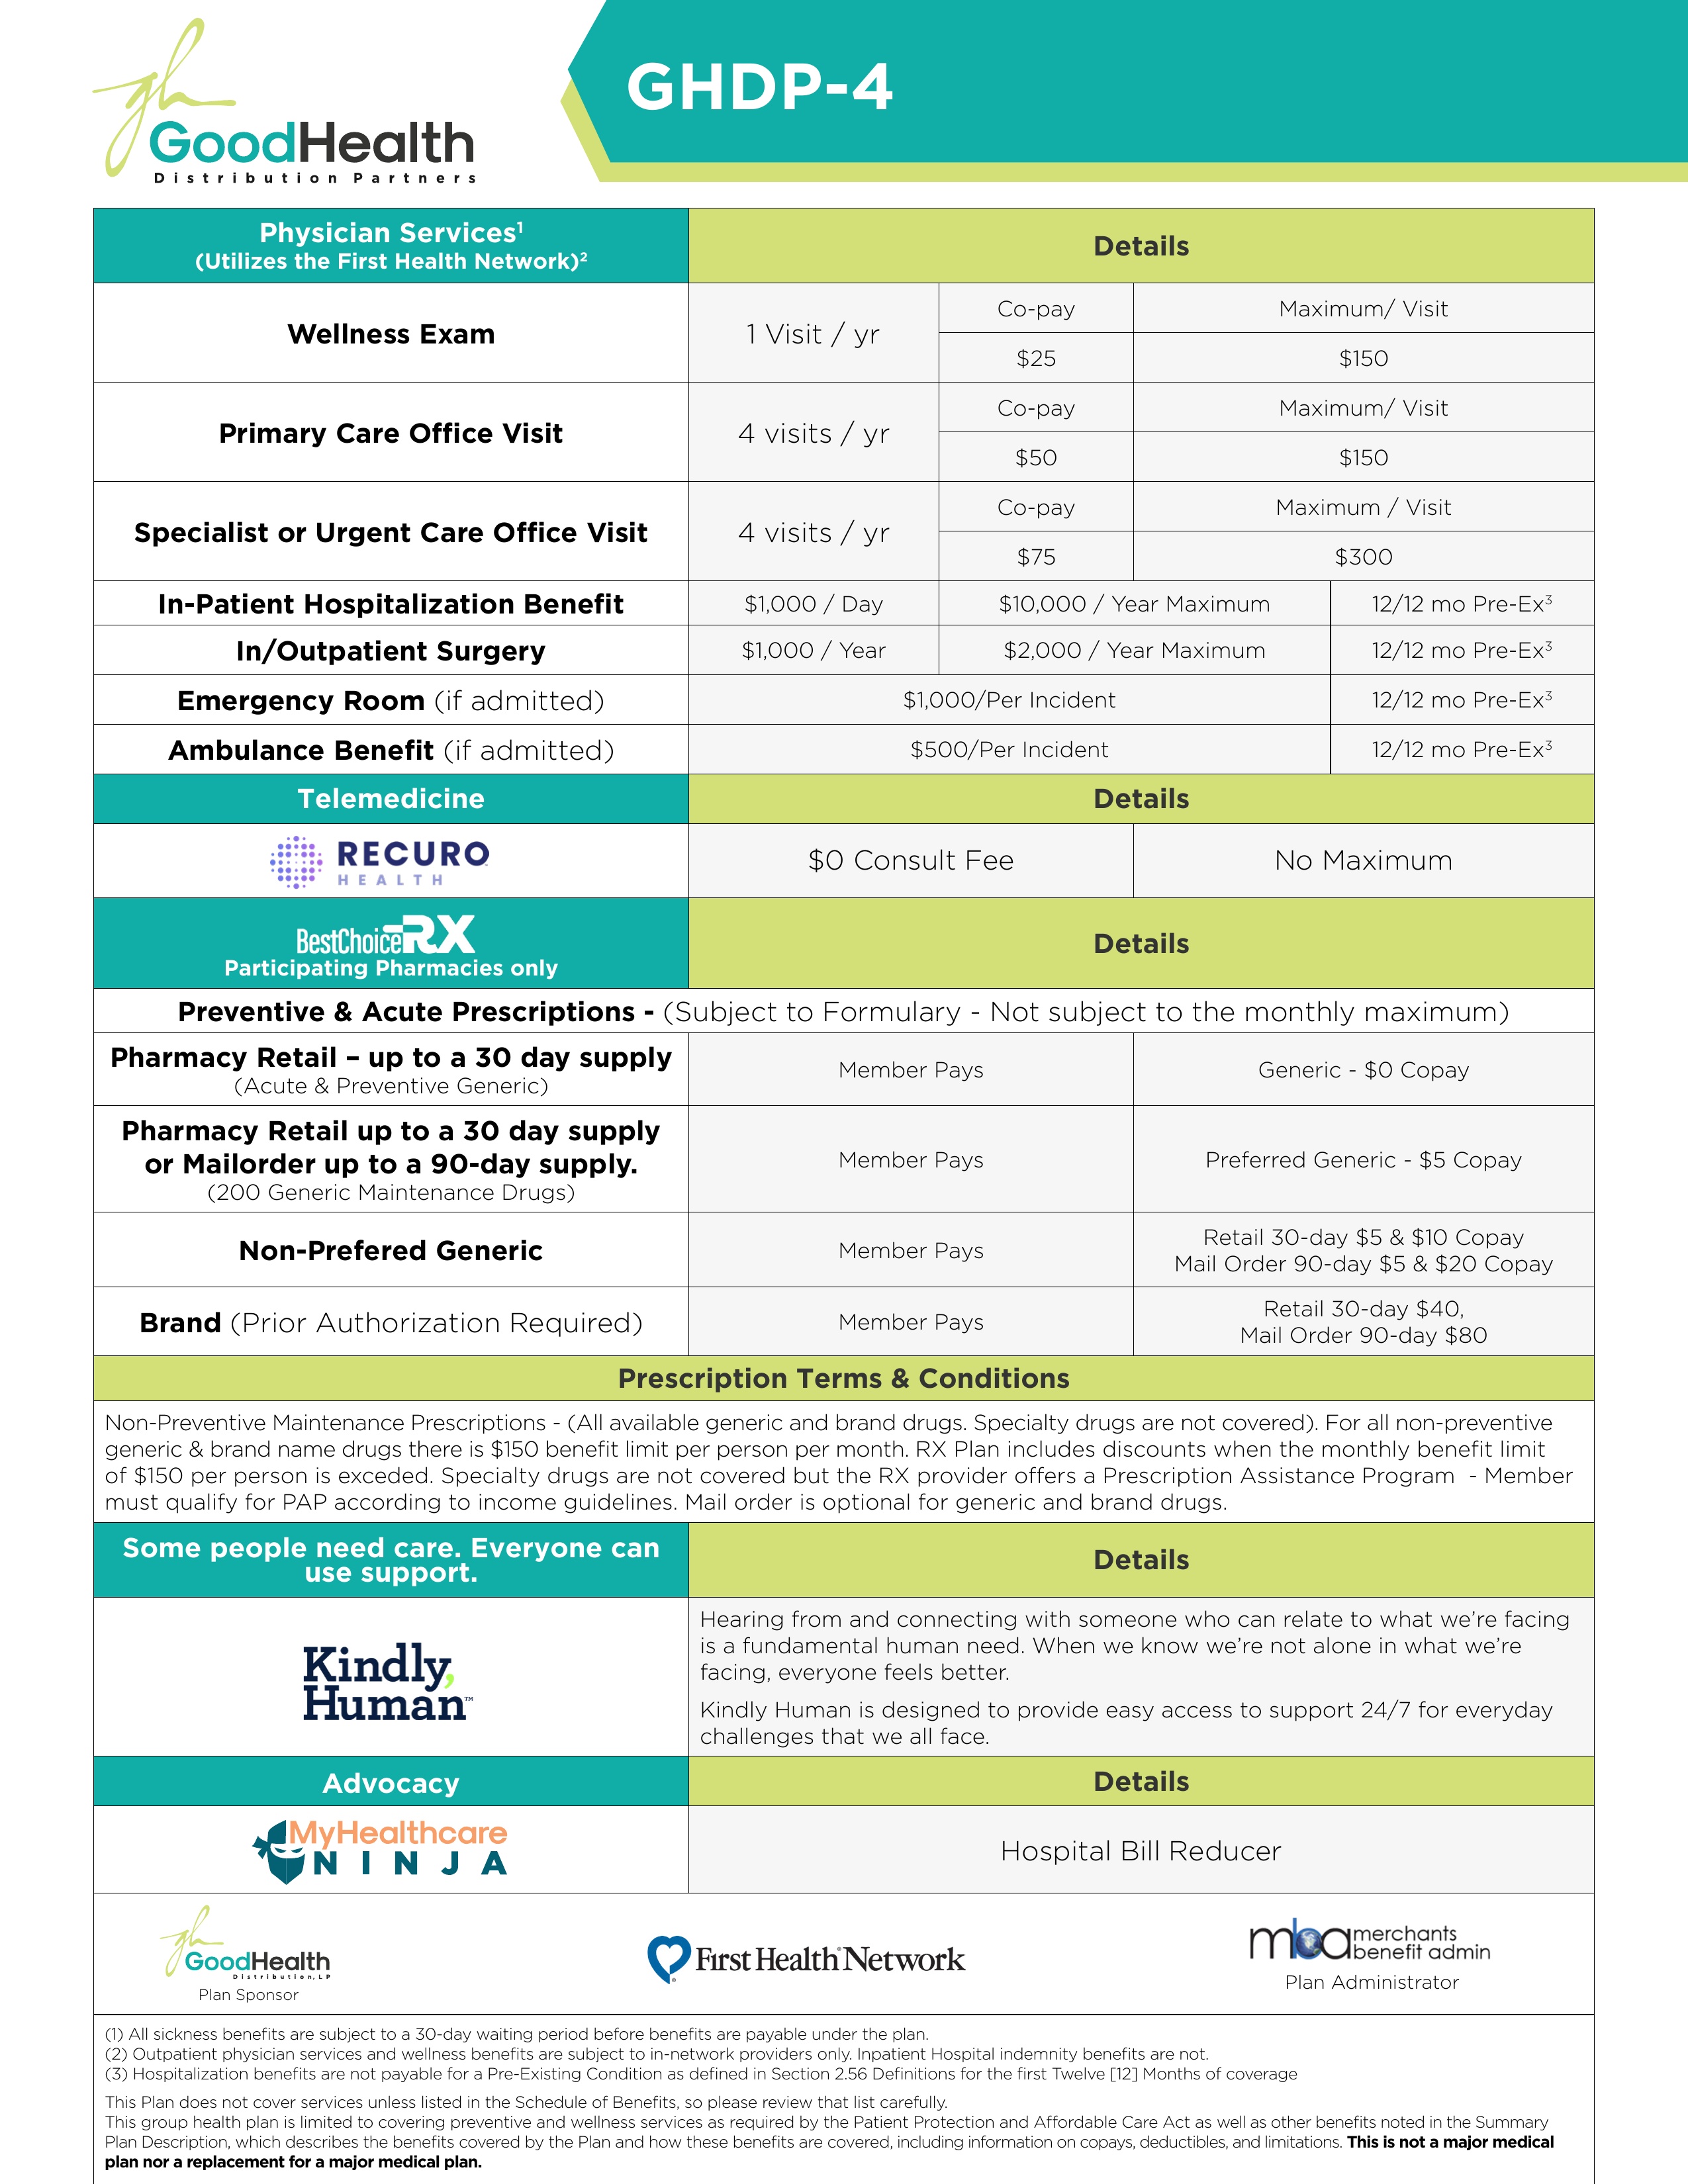 gh
GoodHealth
Distribution Partners
GHDP-4
Physician Services1
(Utilizes the First Health Network)2
Details
Wellness Exam
1 Visit / yr
Co-pay
Maximum/ Visit
$25
$150
Primary Care Office Visit
4 visits / yr
Co-pay
Maximum/ Visit
$50
$150
Specialist or Urgent Care Office Visit
4 visits / yr
Co-pay
Maximum / Visit
$75
$300
In-Patient Hospitalization Benefit
$1,000 / Day
$10,000 / Year Maximum
12/12 mo Pre-Ex3
In/Outpatient Surgery
$1,000 / Year
$2,000 / Year Maximum
12/12 mo Pre-Ex3
Emergency Room (if admitted)
$1,000/Per Incident
12/12 mo Pre-Ex3
Ambulance Benefit (if admitted)
$500/Per Incident
12/12 mo Pre-Ex3
Telemedicine
Details
RECURO
HEALTH
$0 Consult Fee
No Maximum
BestChoiceRX
Participating Pharmacies only
Details
Preventive & Acute Prescriptions - (Subject to Formulary - Not subject to the monthly maximum)
Pharmacy Retail – up to a 30 day supply
(Acute & Preventive Generic)
Member Pays
Generic - $0 Copay
Pharmacy Retail up to a 30 day supply
or Mailorder up to a 90-day supply.
(200 Generic Maintenance Drugs)
Member Pays
Preferred Generic - $5 Copay
Non-Prefered Generic
Member Pays
Retail 30-day $5 & $10 Copay
Mail Order 90-day $5 & $20 Copay
Brand (Prior Authorization Required)
Member Pays
Retail 30-day $40,
Mail Order 90-day $80
Prescription Terms & Conditions
Non-Preventive Maintenance Prescriptions - (All available generic and brand drugs. Specialty drugs are not covered). For all non-preventive
generic & brand name drugs there is $150 benefit limit per person per month. RX Plan includes discounts when the monthly benefit limit
of $150 per person is exceded. Specialty drugs are not covered but the RX provider offers a Prescription Assistance Program - Member
must qualify for PAP according to income guidelines. Mail order is optional for generic and brand drugs.
Some people need care. Everyone can
use support.
Details
Kindly,
Human™
Hearing from and connecting with someone who can relate to what we’re facing
is a fundamental human need. When we know we’re not alone in what we’re
facing, everyone feels better.
Kindly Human is designed to provide easy access to support 24/7 for everyday
challenges that we all face.
Advocacy
Details
MyHealthcare
NINJA
Hospital Bill Reducer
gh
GoodHealth
Distribution, LP
Plan Sponsor
First Health Network
mba merchants
benefit admin
Plan Administrator
(1) All sickness benefits are subject to a 30-day waiting period before benefits are payable under the plan.
(2) Outpatient physician services and wellness benefits are subject to in-network providers only. Inpatient Hospital indemnity benefits are not.
(3) Hospitalization benefits are not payable for a Pre-Existing Condition as defined in Section 2.56 Definitions for the first Twelve [12] Months of coverage
This Plan does not cover services unless listed in the Schedule of Benefits, so please review that list carefully.
This group health plan is limited to covering preventive and wellness services as required by the Patient Protection and Affordable Care Act as well as other benefits noted in the Summary
Plan Description, which describes the benefits covered by the Plan and how these benefits are covered, including information on copays, deductibles, and limitations. This is not a major medical
plan nor a replacement for a major medical plan.